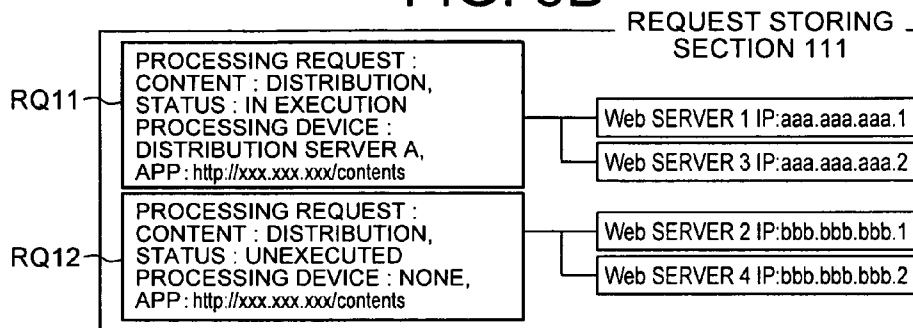 REQUEST STORING
SECTION 111
RQ11
PROCESSING REQUEST :
CONTENT : DISTRIBUTION,
STATUS : IN EXECUTION
PROCESSING DEVICE :
DISTRIBUTION SERVER A,
APP : http://xxx.xxx.xxx/contents
Web SERVER 1 IP:aaa.aaa.aaa.1
Web SERVER 3 IP:aaa.aaa.aaa.2
RQ12
PROCESSING REQUEST :
CONTENT : DISTRIBUTION,
STATUS : UNEXECUTED
PROCESSING DEVICE : NONE,
APP : http://xxx.xxx.xxx/contents
Web SERVER 2 IP:bbb.bbb.bbb.1
Web SERVER 4 IP:bbb.bbb.bbb.2